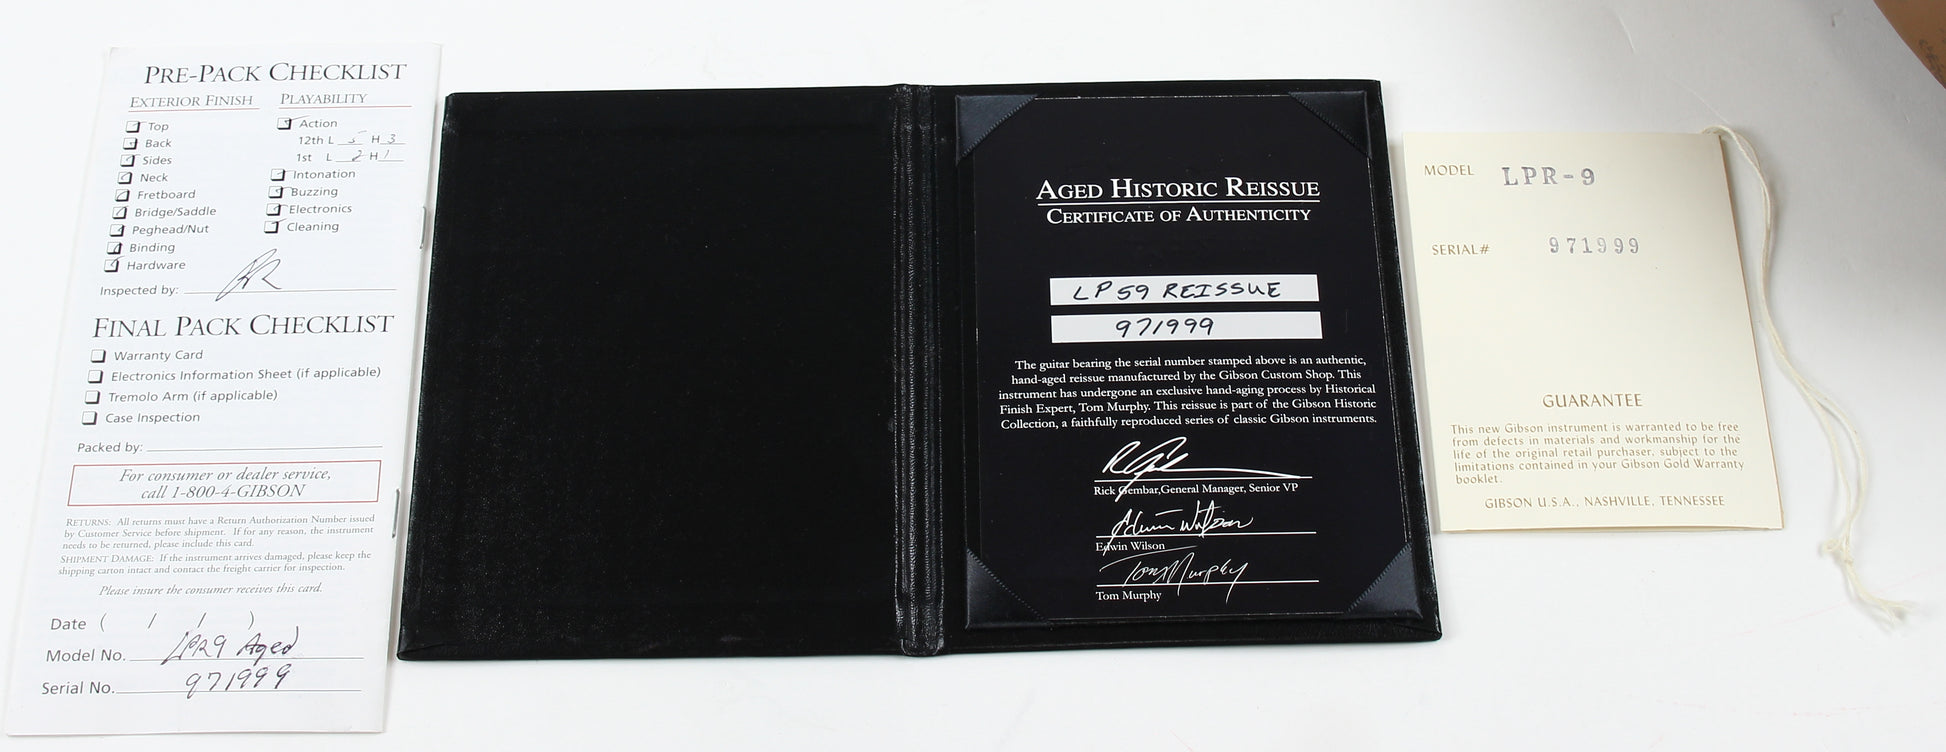 PRE-PACK CHECKLIST
EXTERIOR FINISH
Top
Back
Sides
Neck
Fretboard
Bridge/Saddle
Peghead/Nut
Binding
Hardware
PLAYABILITY
Action
12th L 5 H 3
1st L 2 H 1
Intonation
Buzzing
Electronics
Cleaning
Inspected by:
FINAL PACK CHECKLIST
Warranty Card
Electronics Information Sheet (if applicable)
Tremolo Arm (if applicable)
Case Inspection
Packed by:
For consumer or dealer service,
call 1-800-4-GIBSON
RETURNS: All returns must have a Return Authorization Number issued
by Customer Service before shipment. If for any reason, the instrument
needs to be returned, please include this card.
SHIPMENT DAMAGE: If the instrument arrives damaged, please keep the
shipping carton intact and contact the freight carrier for inspection.
Please insure the consumer receives this card.
Date ( / / )
Model No. LPR9 Aged
Serial No. 971999
AGED HISTORIC REISSUE
CERTIFICATE OF AUTHENTICITY
LP 59 REISSUE
971999
The guitar bearing the serial number stamped above is an authentic,
hand-aged reissue manufactured by the Gibson Custom Shop. This
instrument has undergone an exclusive hand-aging process by Historical
Finish Expert, Tom Murphy. This reissue is part of the Gibson Historic
Collection, a faithfully reproduced series of classic Gibson instruments.
Rick Gembar,General Manager, Senior VP
Edwin Wilson
Edwin Wilson
Tom Murphy
Tom Murphy
MODEL LPR-9
SERIAL# 971999
GUARANTEE
This new Gibson instrument is warranted to be free
from defects in materials and workmanship for the
life of the original retail purchaser, subject to the
limitations contained in your Gibson Gold Warranty
booklet.
GIBSON U.S.A., NASHVILLE, TENNESSEE